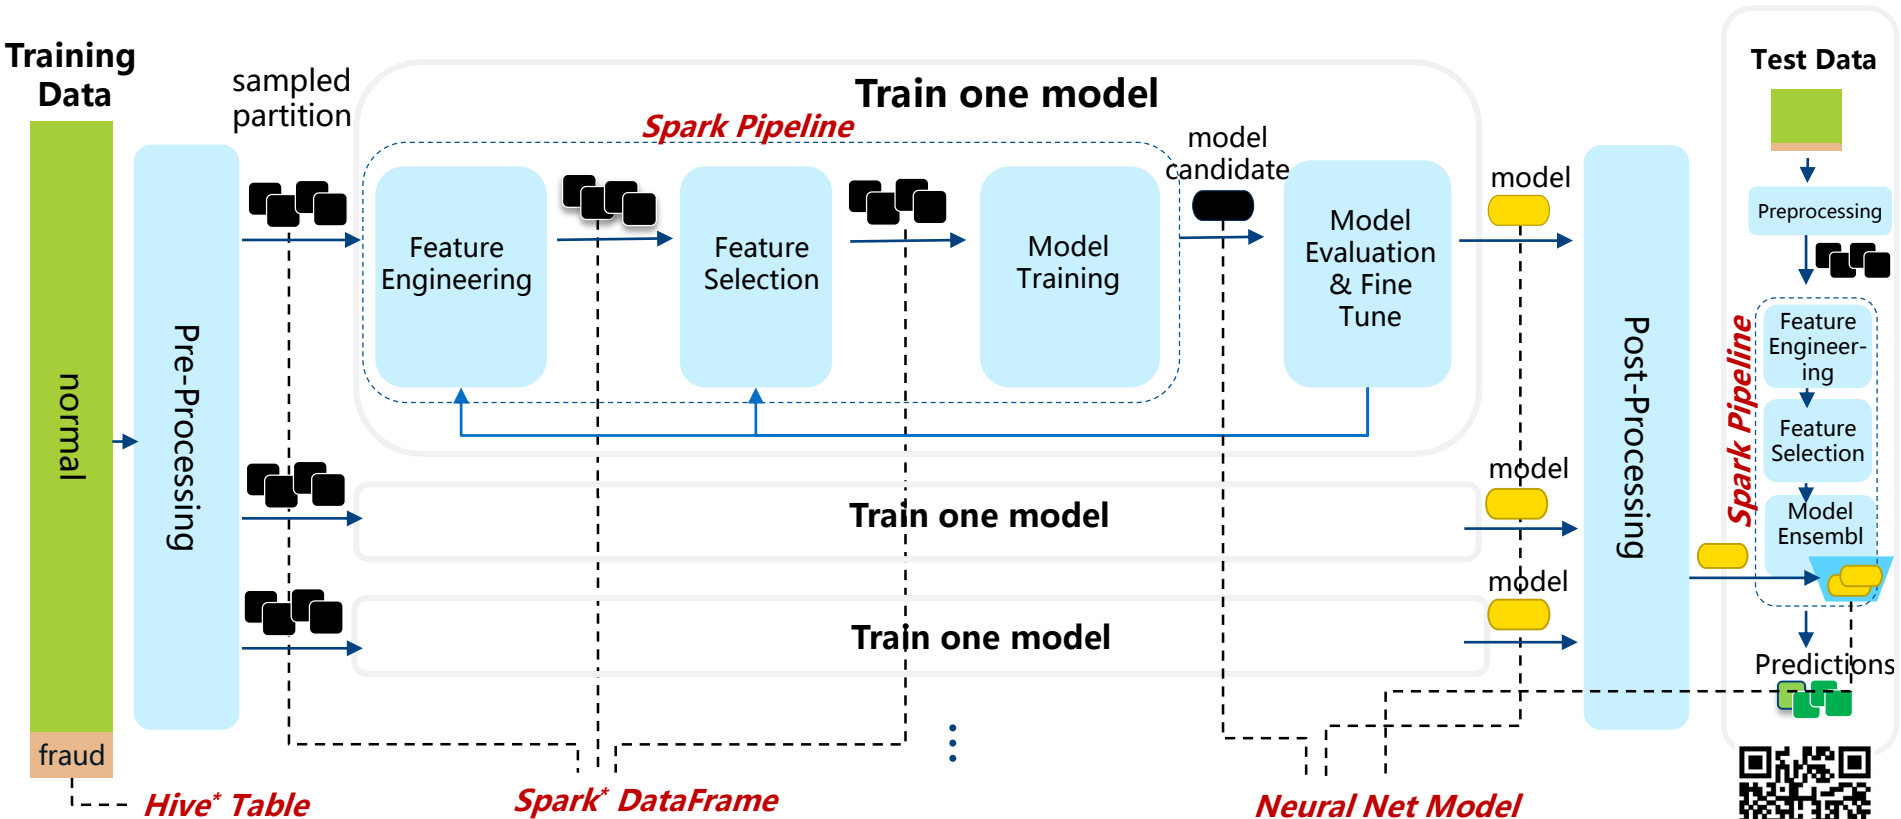 Training
Data
normal
fraud
Hive* Table
Pre-Processing
sampled
partition
Train one model
Spark Pipeline
Feature
Engineering
Feature
Selection
Model
Training
model
candidate
Model
Evaluation
& Fine
Tune
model
Train one model
model
Train one model
model
Spark* DataFrame
Neural Net Model
Post-Processing
Test Data
Preprocessing
Spark Pipeline
Feature
Engineer-
ing
Feature
Selection
Model
Ensembl
Predictions